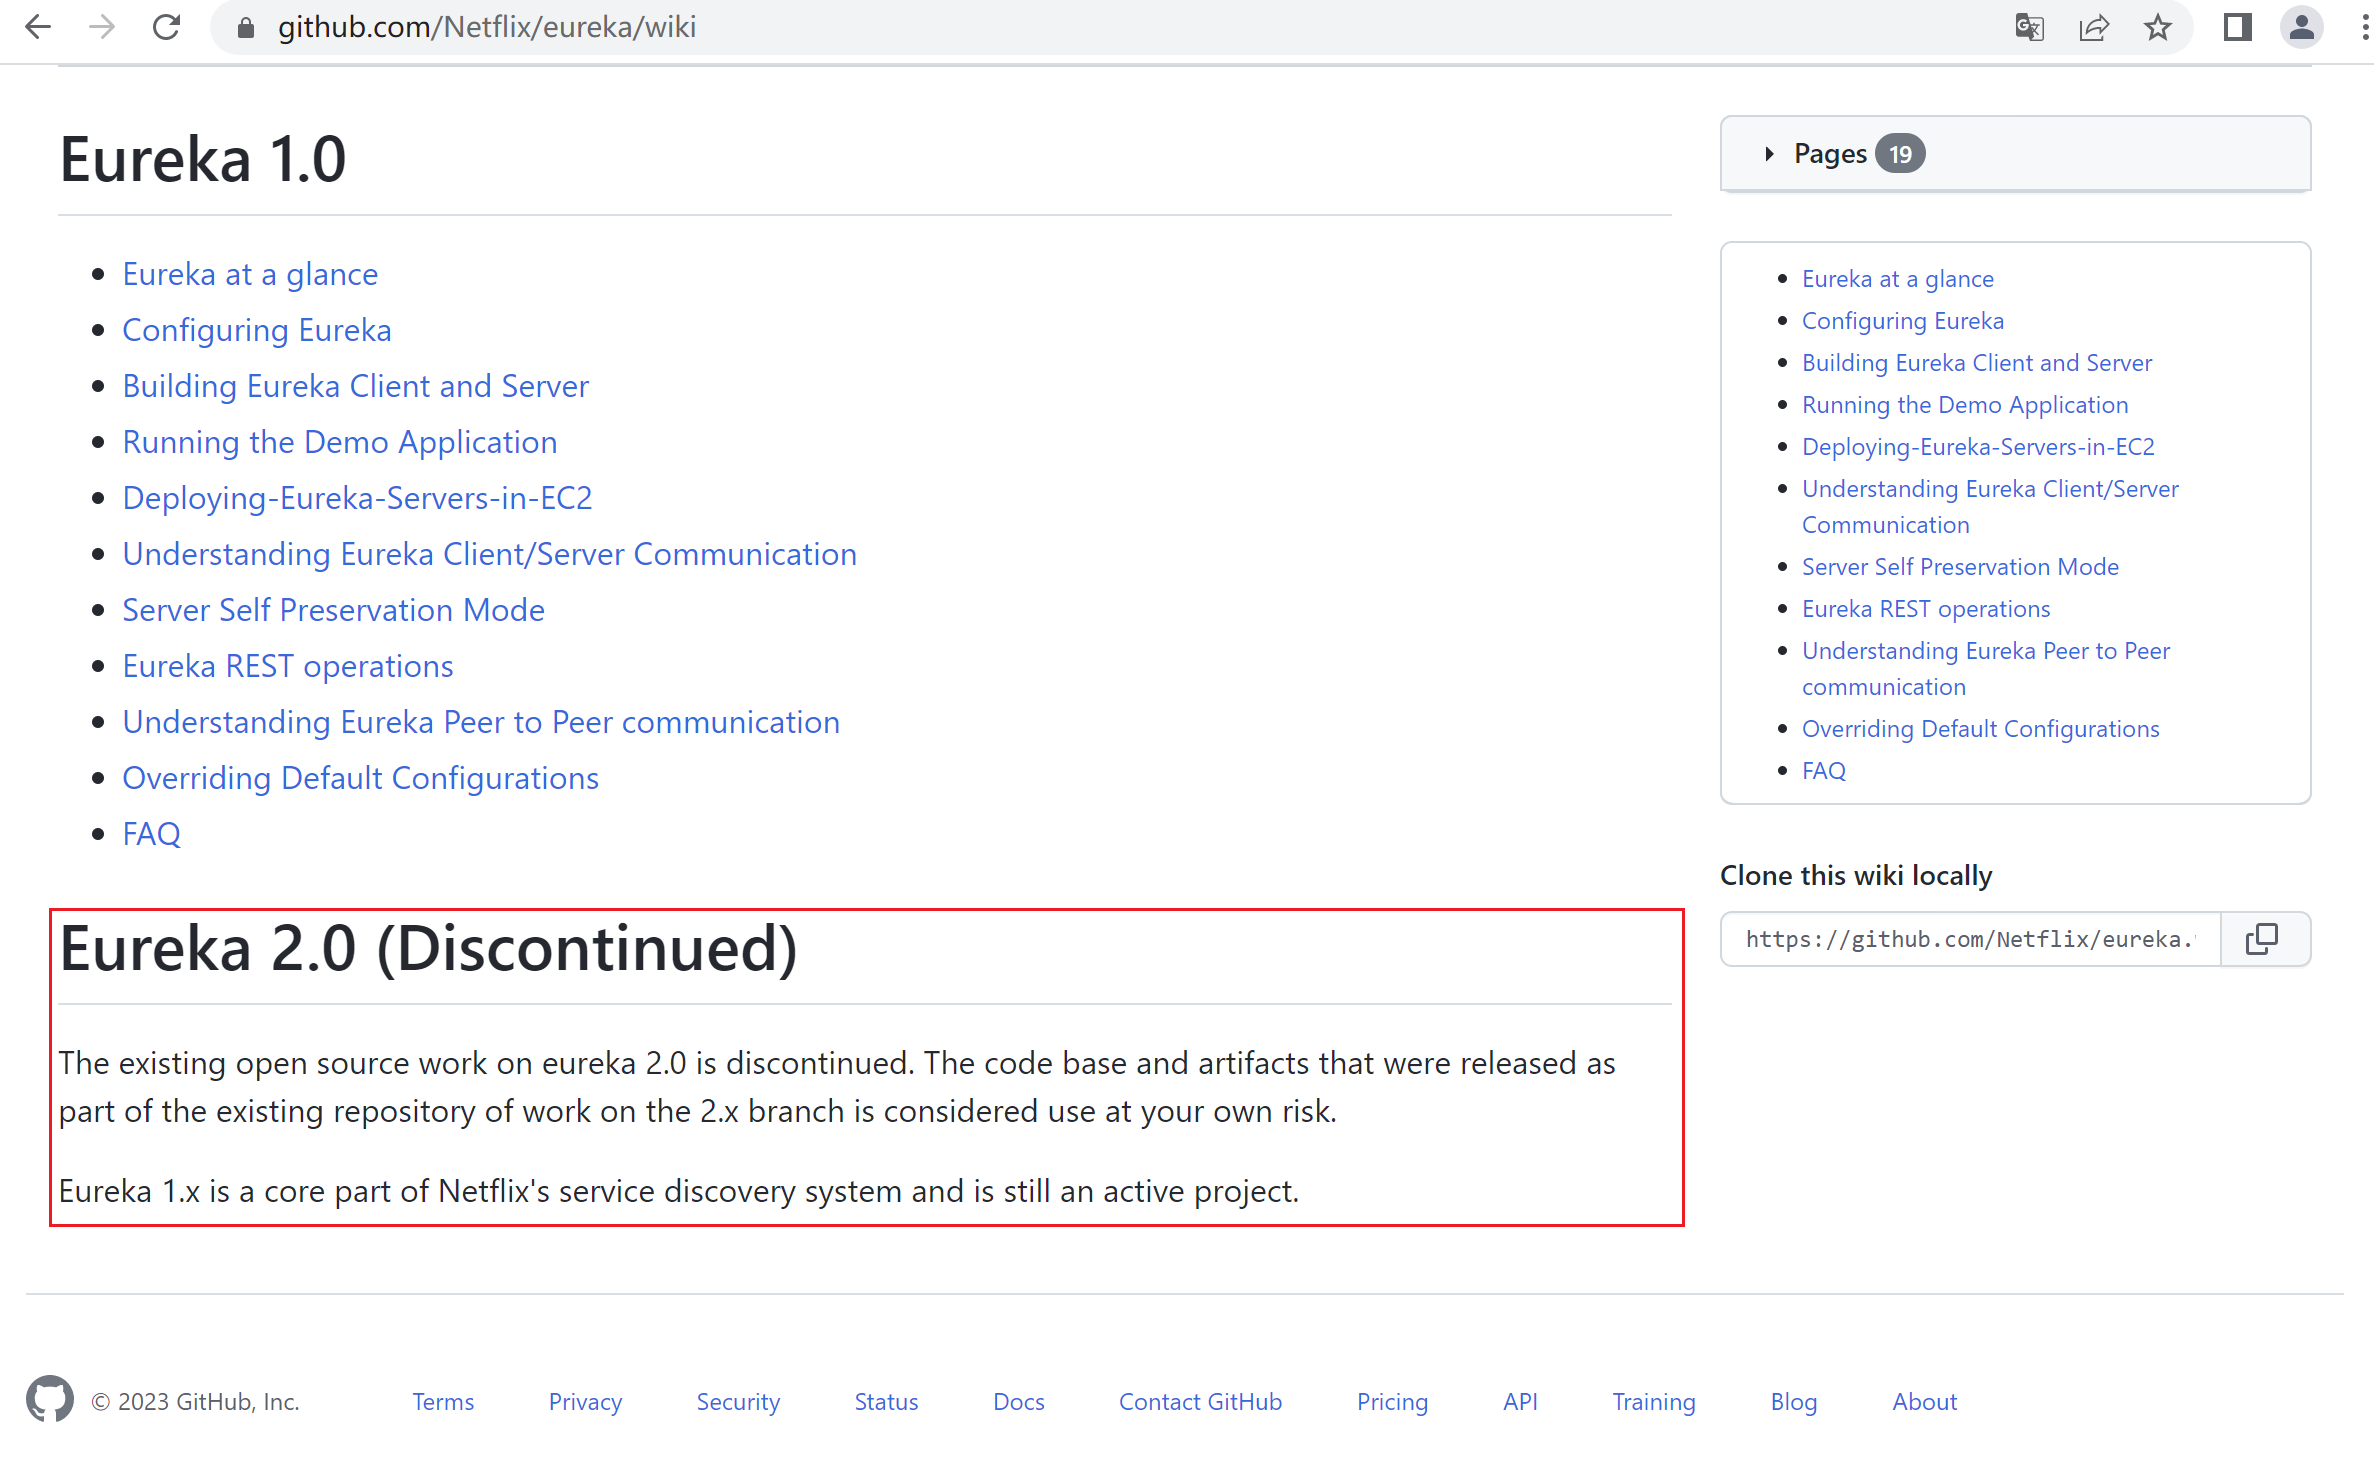 github.com/Netflix/eureka/wiki
Eureka 1.0
Eureka at a glance
Configuring Eureka
Building Eureka Client and Server
Running the Demo Application
Deploying-Eureka-Servers-in-EC2
Understanding Eureka Client/Server Communication
Server Self Preservation Mode
Eureka REST operations
Understanding Eureka Peer to Peer communication
Overriding Default Configurations
FAQ
Eureka 2.0 (Discontinued)
The existing open source work on eureka 2.0 is discontinued. The code base and artifacts that were released as
part of the existing repository of work on the 2.x branch is considered use at your own risk.
Eureka 1.x is a core part of Netflix's service discovery system and is still an active project.
Pages 19
Eureka at a glance
Configuring Eureka
Building Eureka Client and Server
Running the Demo Application
Deploying-Eureka-Servers-in-EC2
Understanding Eureka Client/Server
Communication
Server Self Preservation Mode
Eureka REST operations
Understanding Eureka Peer to Peer
communication
Overriding Default Configurations
FAQ
Clone this wiki locally
https://github.com/Netflix/eureka.
© 2023 GitHub, Inc.
Terms
Privacy
Security
Status
Docs
Contact GitHub
Pricing
API
Training
Blog
About